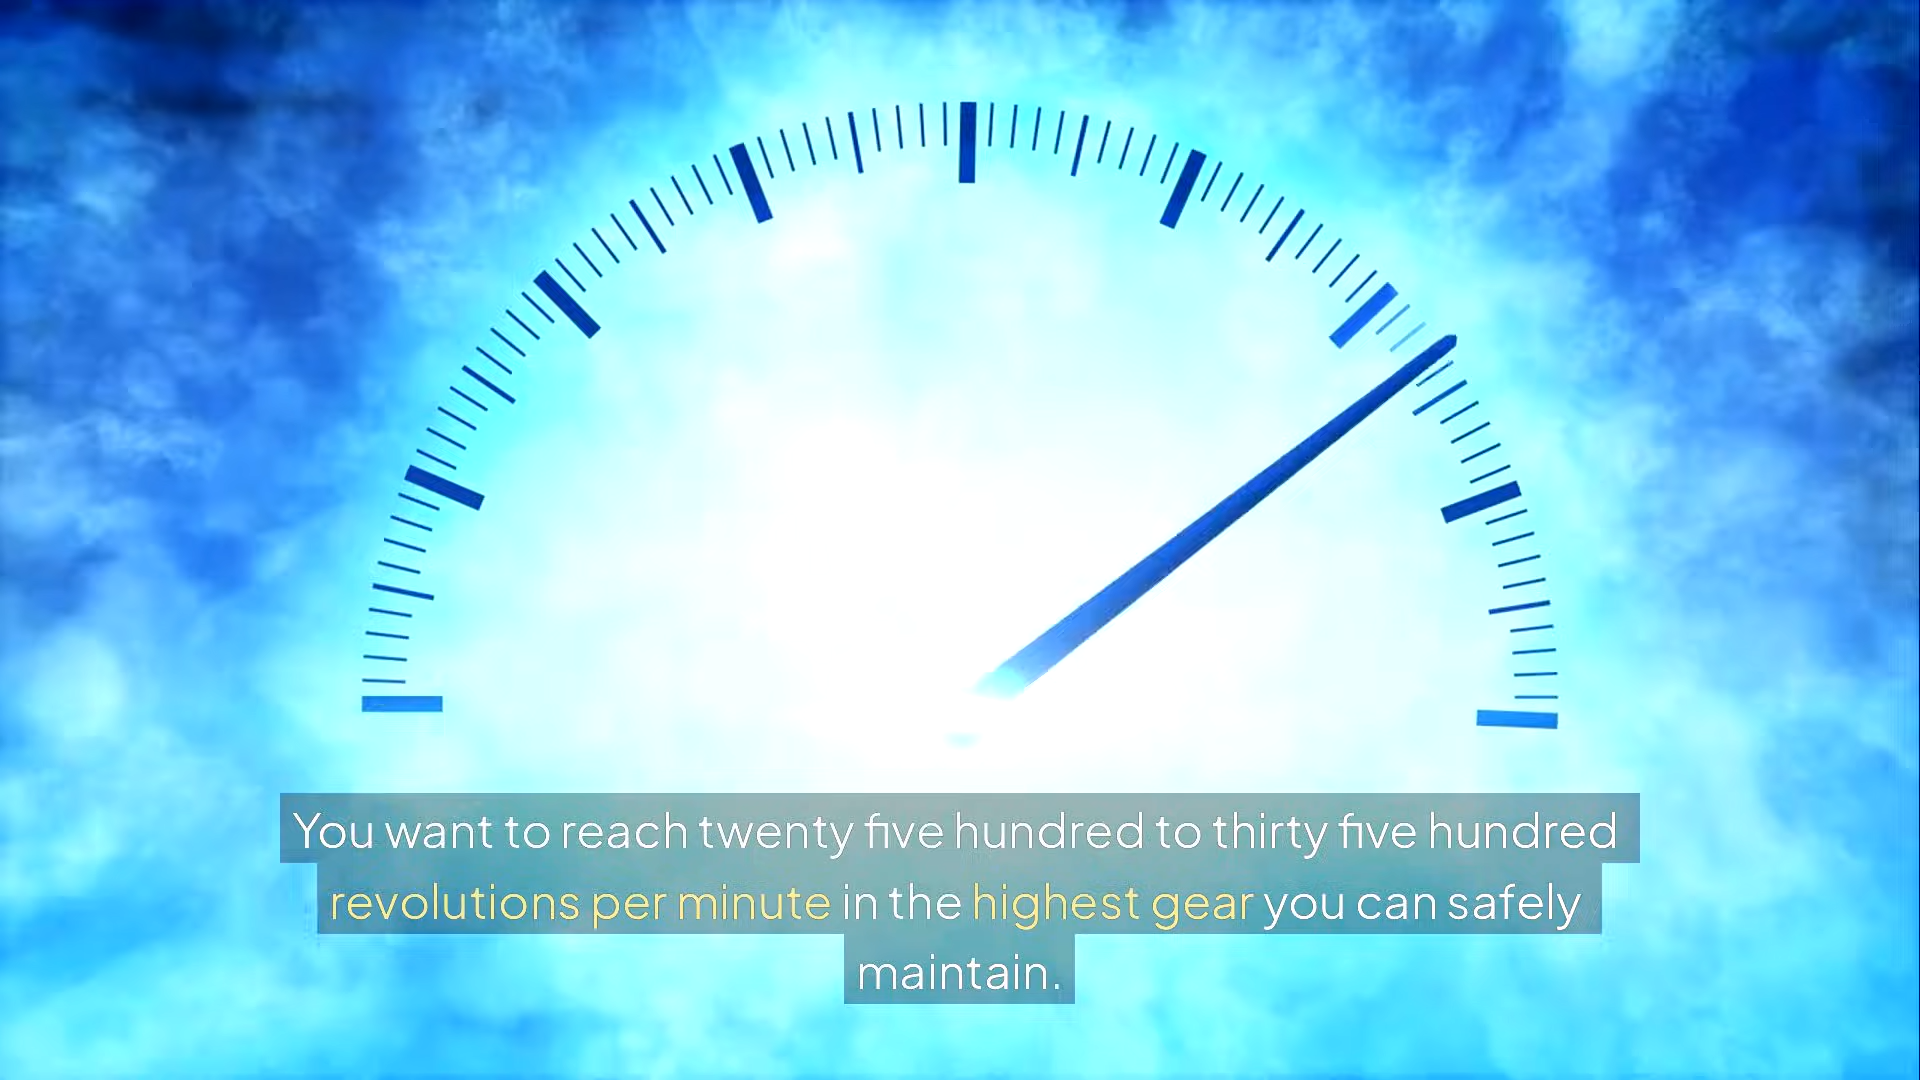 You want to reach twenty five hundred to thirty five hundred
revolutions per minute in the highest gear you can safely
maintain.